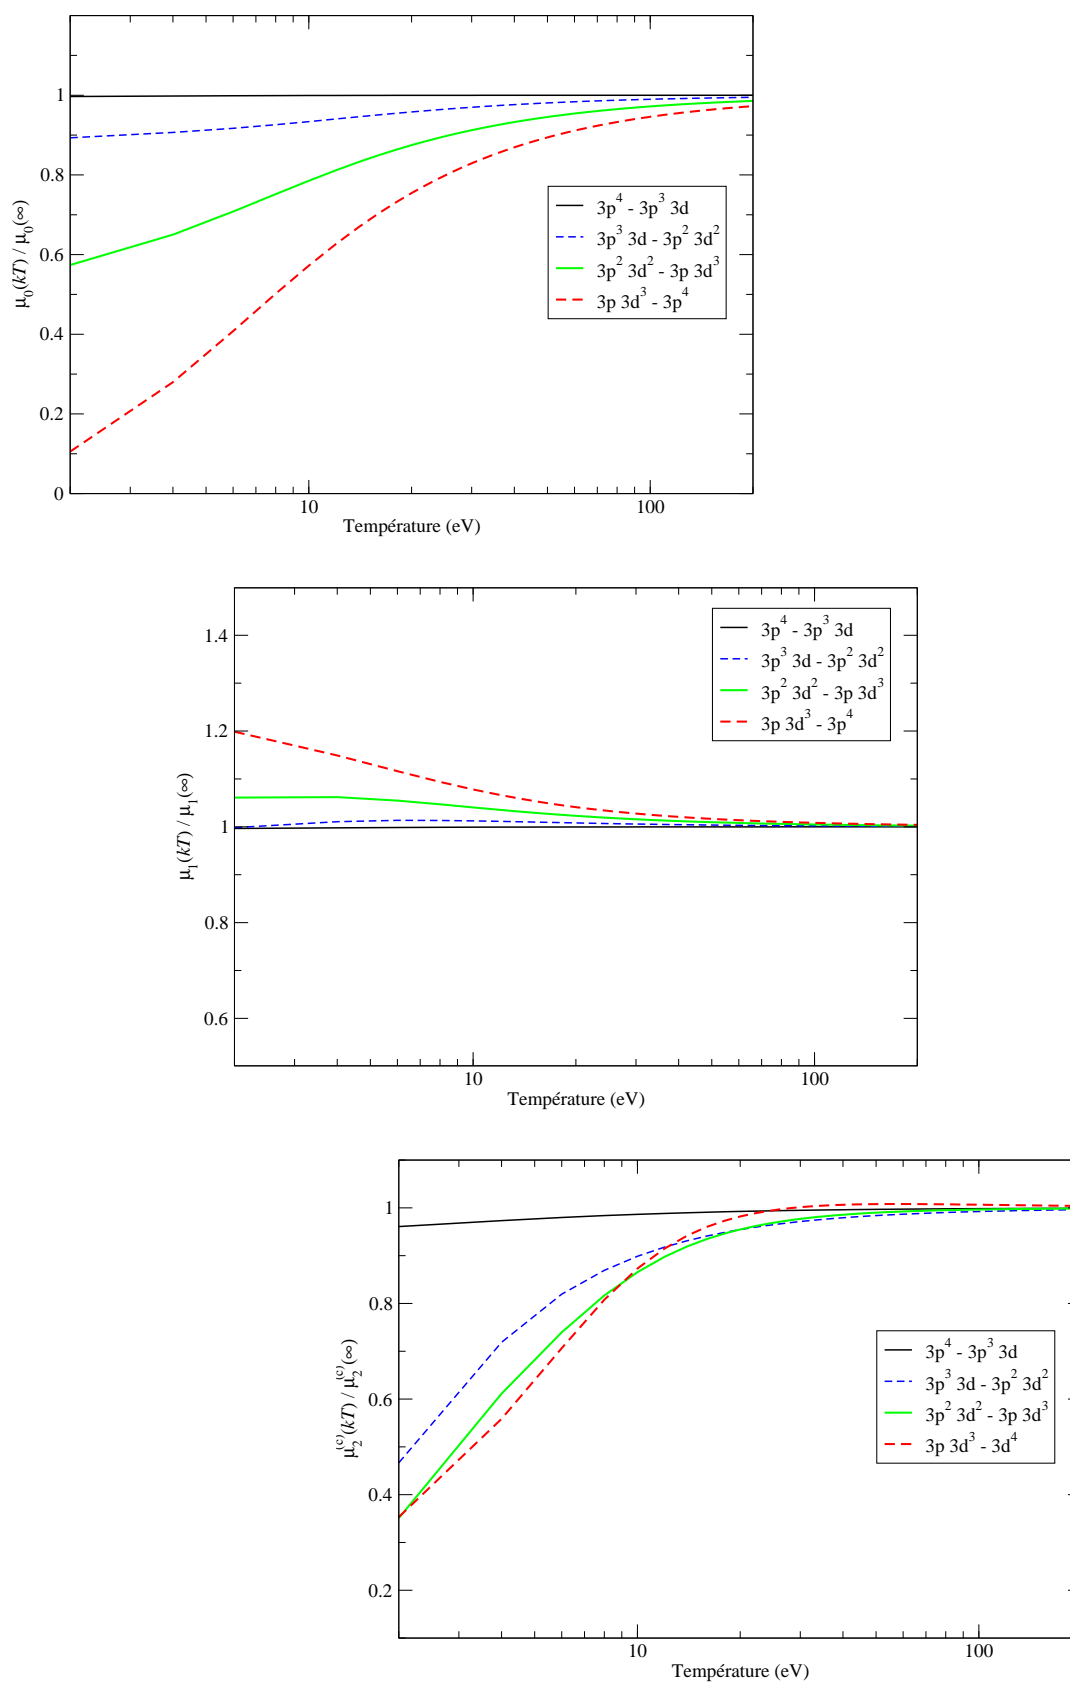 1
0.8
0.6
0.4
0.2
0
μ₀(kT) / μ₀(∞)
3p⁴ - 3p³ 3d
3p³ 3d - 3p² 3d²
3p² 3d² - 3p 3d³
3p 3d³ - 3p⁴
10
100
Température (eV)
1.4
1.2
1
0.8
0.6
μ₁(kT) / μ₁(∞)
3p⁴ - 3p³ 3d
3p³ 3d - 3p² 3d²
3p² 3d² - 3p 3d³
3p 3d³ - 3p⁴
10
100
Température (eV)
1
0.8
0.6
0.4
0.2
μ₂⁽ᶜ⁾(kT) / μ₂⁽ᶜ⁾(∞)
3p⁴ - 3p³ 3d
3p³ 3d - 3p² 3d²
3p² 3d² - 3p 3d³
3p 3d³ - 3d⁴
10
100
Température (eV)